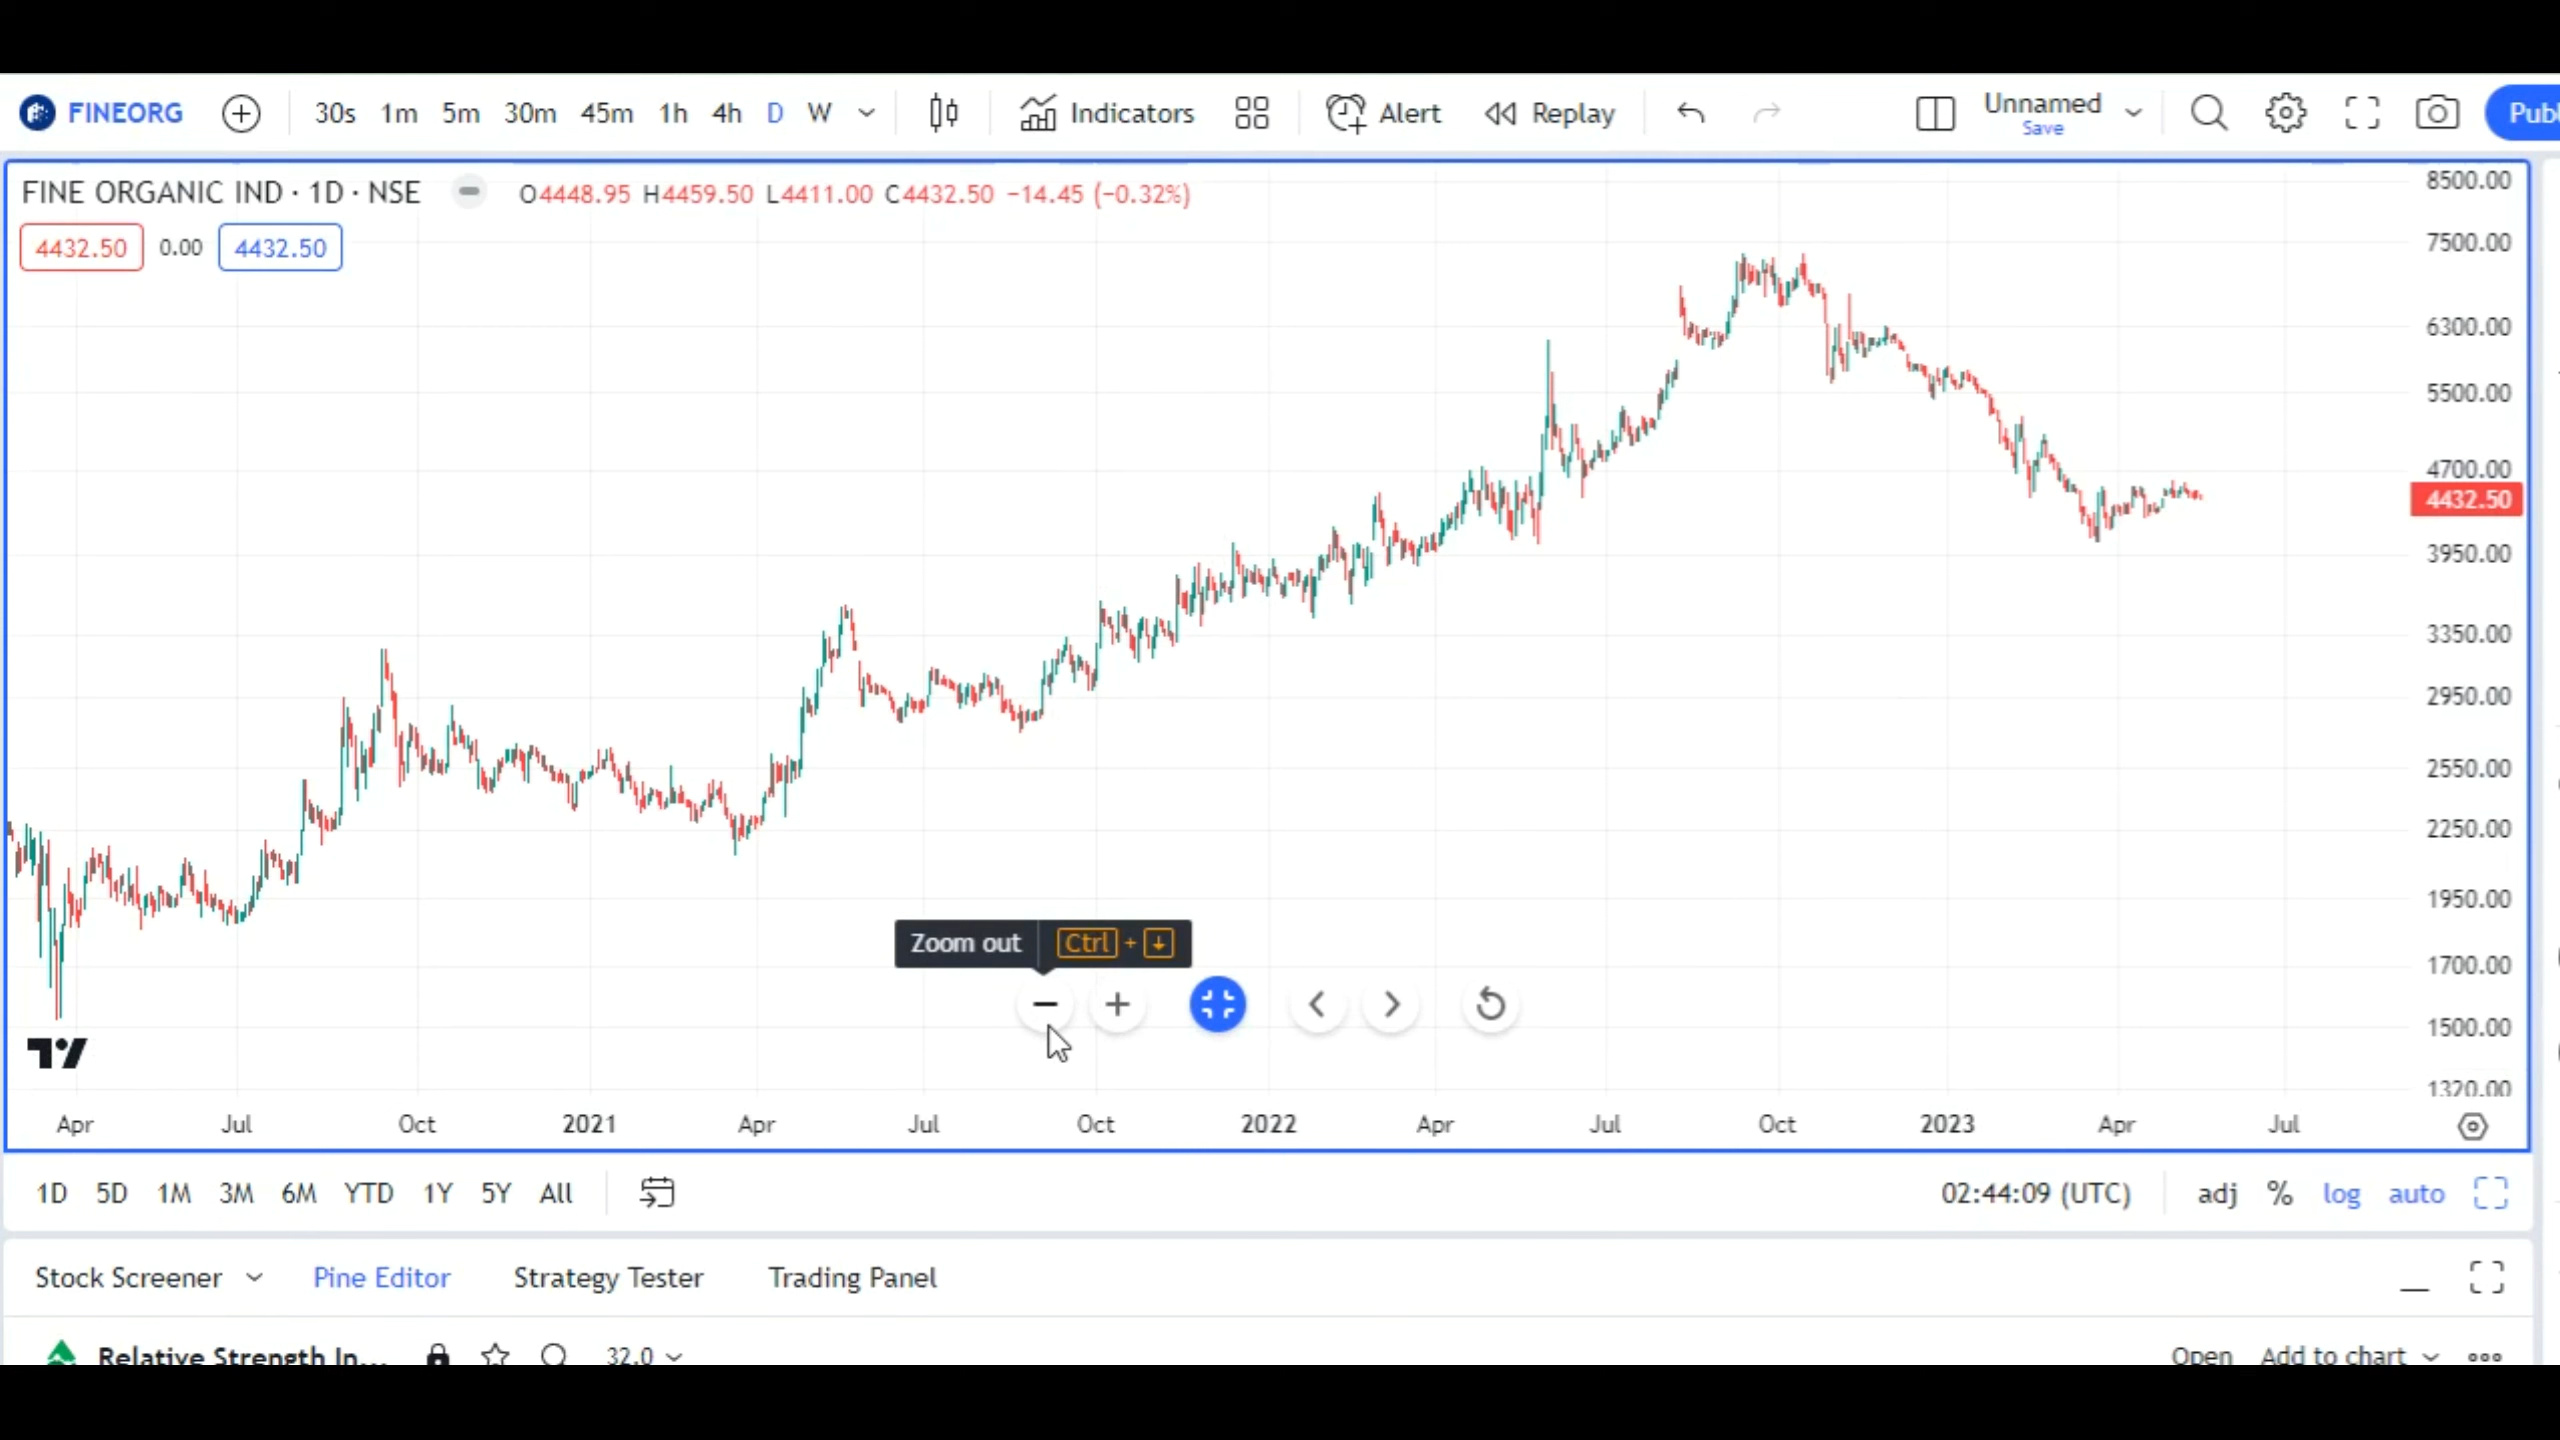 FINEORG 30s 1m 5m 30m 45m 1h 4h D W Indicators Alert Replay Unnamed
Save
FINE ORGANIC IND · 1D · NSE O4448.95 H4459.50 L4411.00 C4432.50 −14.45 (−0.32%)
4432.50 0.00 4432.50
8500.00
7500.00
6300.00
5500.00
4700.00
4432.50
3950.00
3350.00
2950.00
2550.00
2250.00
1950.00
1700.00
1500.00
1320.00
Zoom out Ctrl + ↓
Apr Jul Oct 2021 Apr Jul Oct 2022 Apr Jul Oct 2023 Apr Jul
1D 5D 1M 3M 6M YTD 1Y 5Y All 02:44:09 (UTC) adj % log auto
Stock Screener Pine Editor Strategy Tester Trading Panel
Relative Strength In... 32.0 Open Add to chart